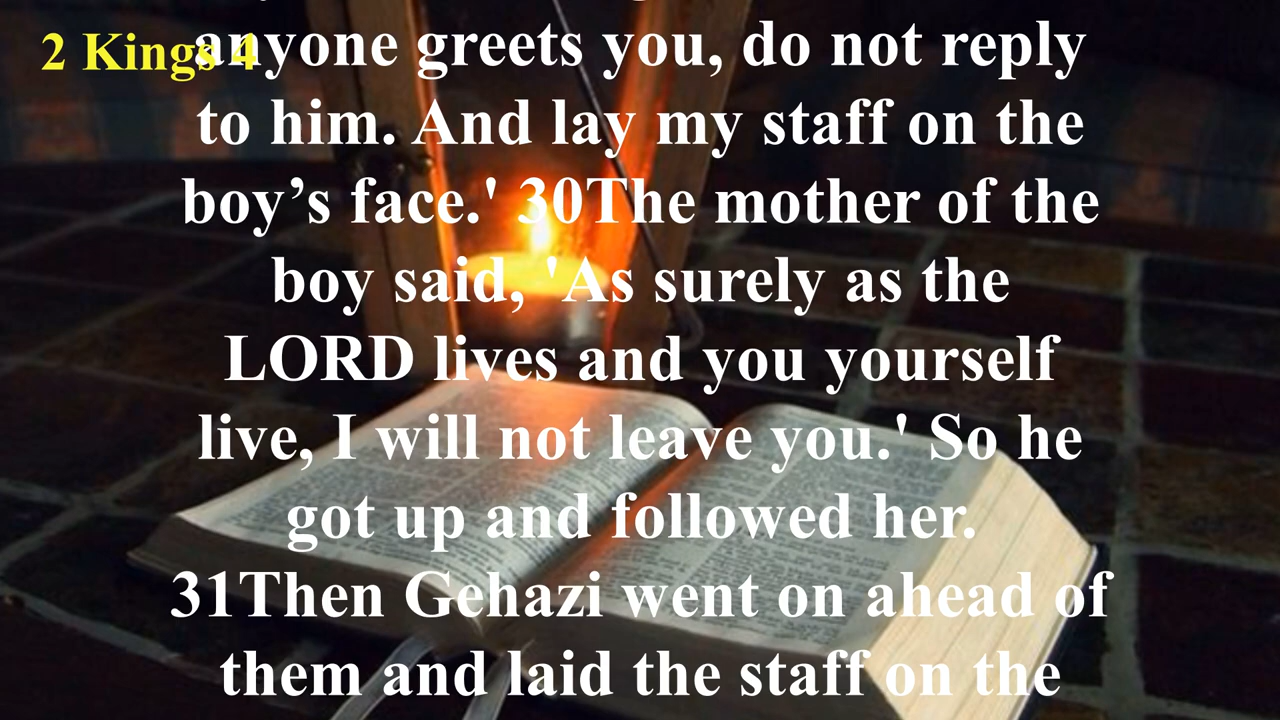 2 Kings 4
anyone greets you, do not reply
to him. And lay my staff on the
boy’s face.' 30The mother of the
boy said, 'As surely as the
LORD lives and you yourself
live, I will not leave you.' So he
got up and followed her.
31Then Gehazi went on ahead of
them and laid the staff on the